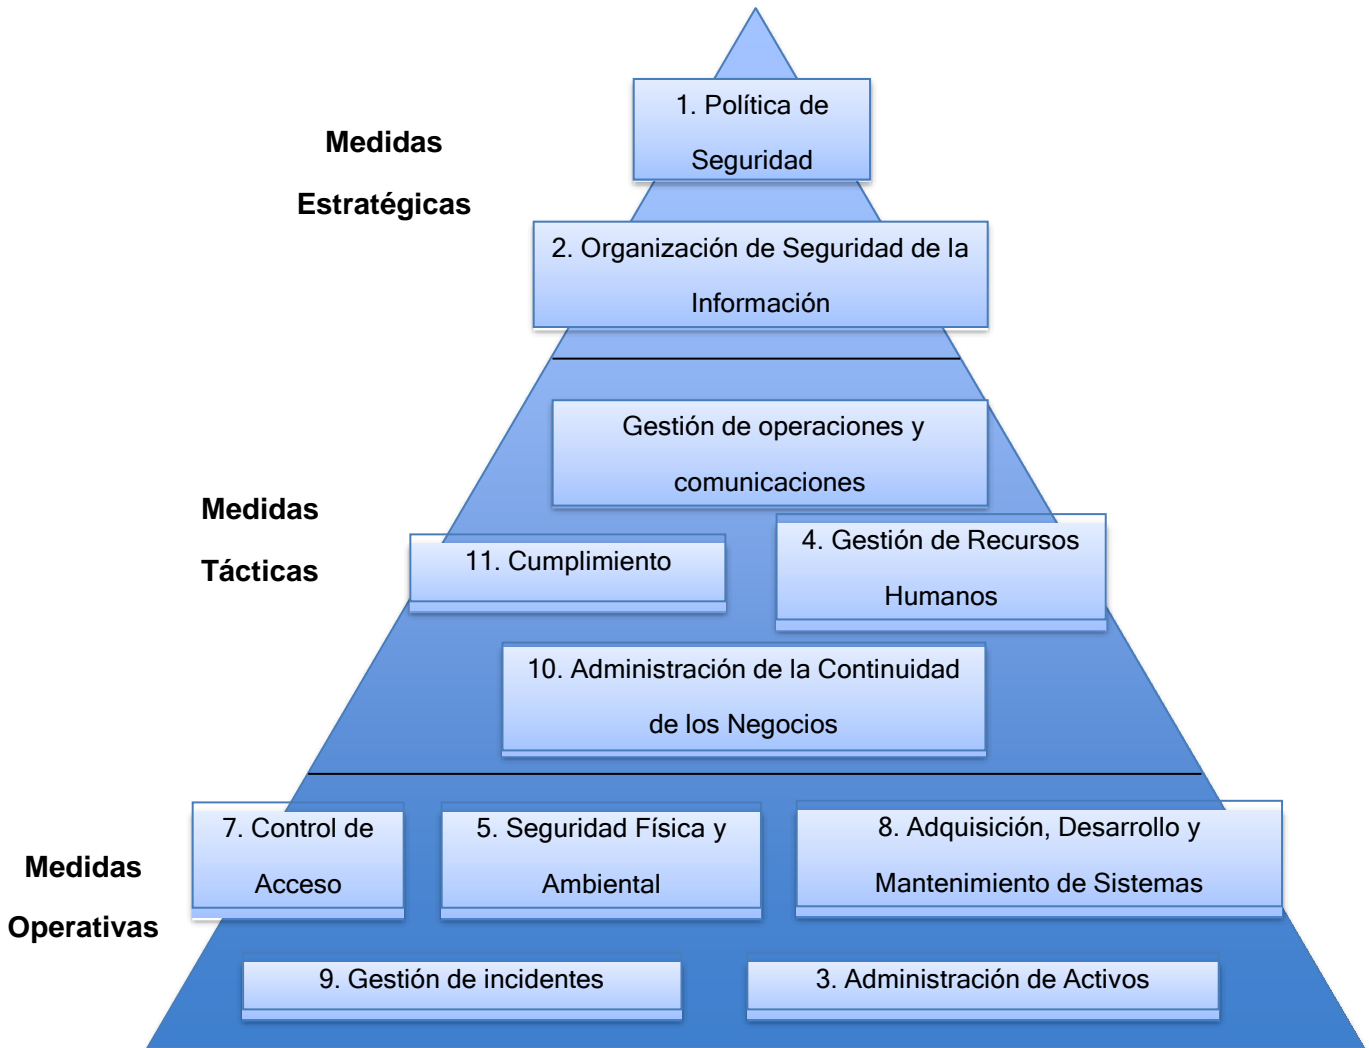 1. Política de
Seguridad
Medidas
Estratégicas
2. Organización de Seguridad de la
Información
Gestión de operaciones y
comunicaciones
Medidas
Tácticas
11. Cumplimiento
4. Gestión de Recursos
Humanos
10. Administración de la Continuidad
de los Negocios
7. Control de
Acceso
5. Seguridad Física y
Ambiental
8. Adquisición, Desarrollo y
Mantenimiento de Sistemas
Medidas
Operativas
9. Gestión de incidentes
3. Administración de Activos